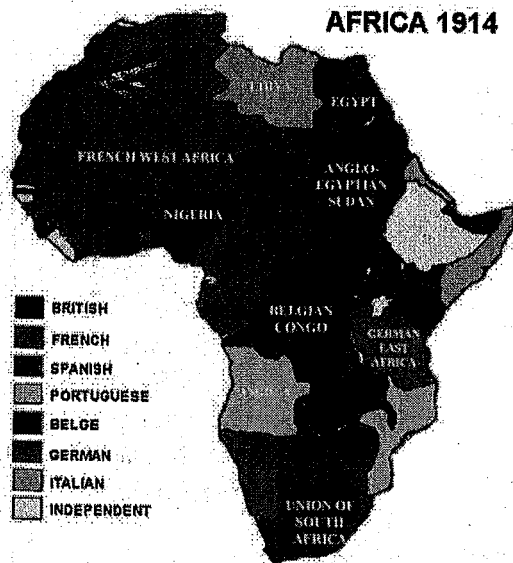 AFRICA 1914
LIBYA
EGYPT
FRENCH WEST AFRICA
ANGLO-
EGYPTIAN
SUDAN
NIGERIA
BELGIAN
CONGO
GERMAN
EAST
AFRICA
ANGOLA
UNION OF
SOUTH
AFRICA
BRITISH
FRENCH
SPANISH
PORTUGUESE
BELGE
GERMAN
ITALIAN
INDEPENDENT